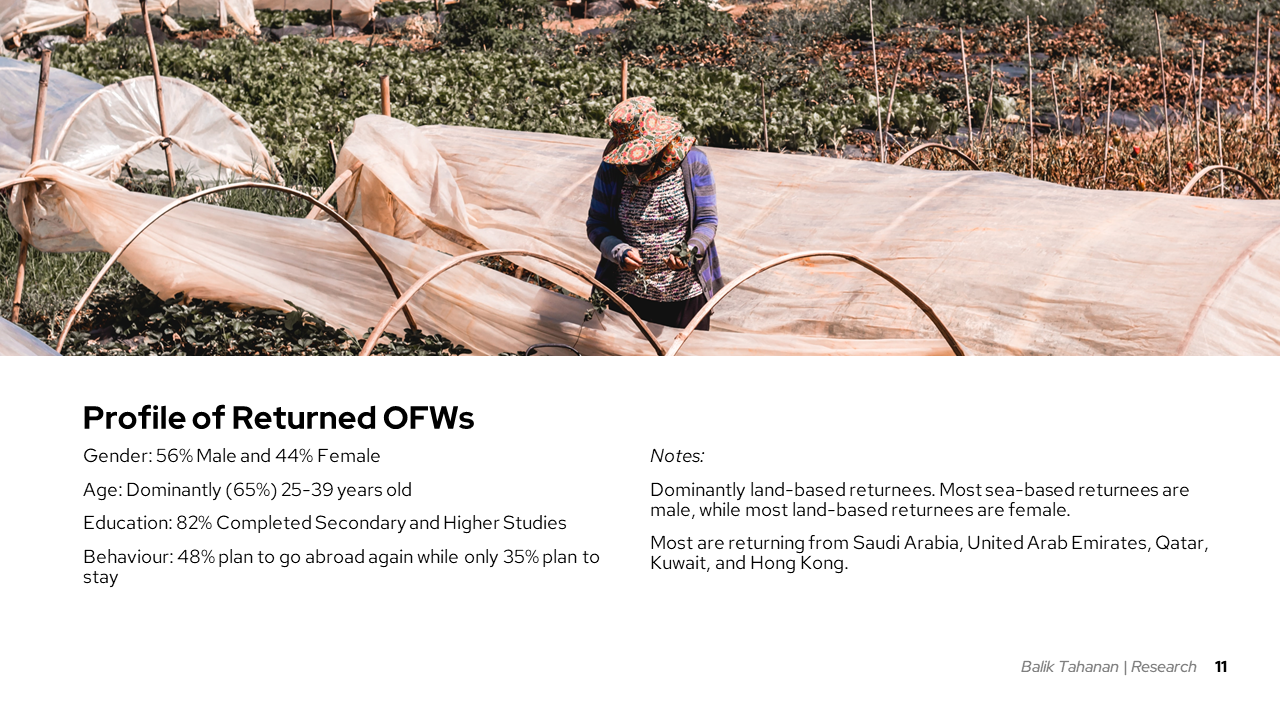 Profile of Returned OFWs
Gender: 56% Male and 44% Female
Age: Dominantly (65%) 25-39 years old
Education: 82% Completed Secondary and Higher Studies
Behaviour: 48% plan to go abroad again while only 35% plan to
stay
Notes:
Dominantly land-based returnees. Most sea-based returnees are
male, while most land-based returnees are female.
Most are returning from Saudi Arabia, United Arab Emirates, Qatar,
Kuwait, and Hong Kong.
Balik Tahanan | Research 11